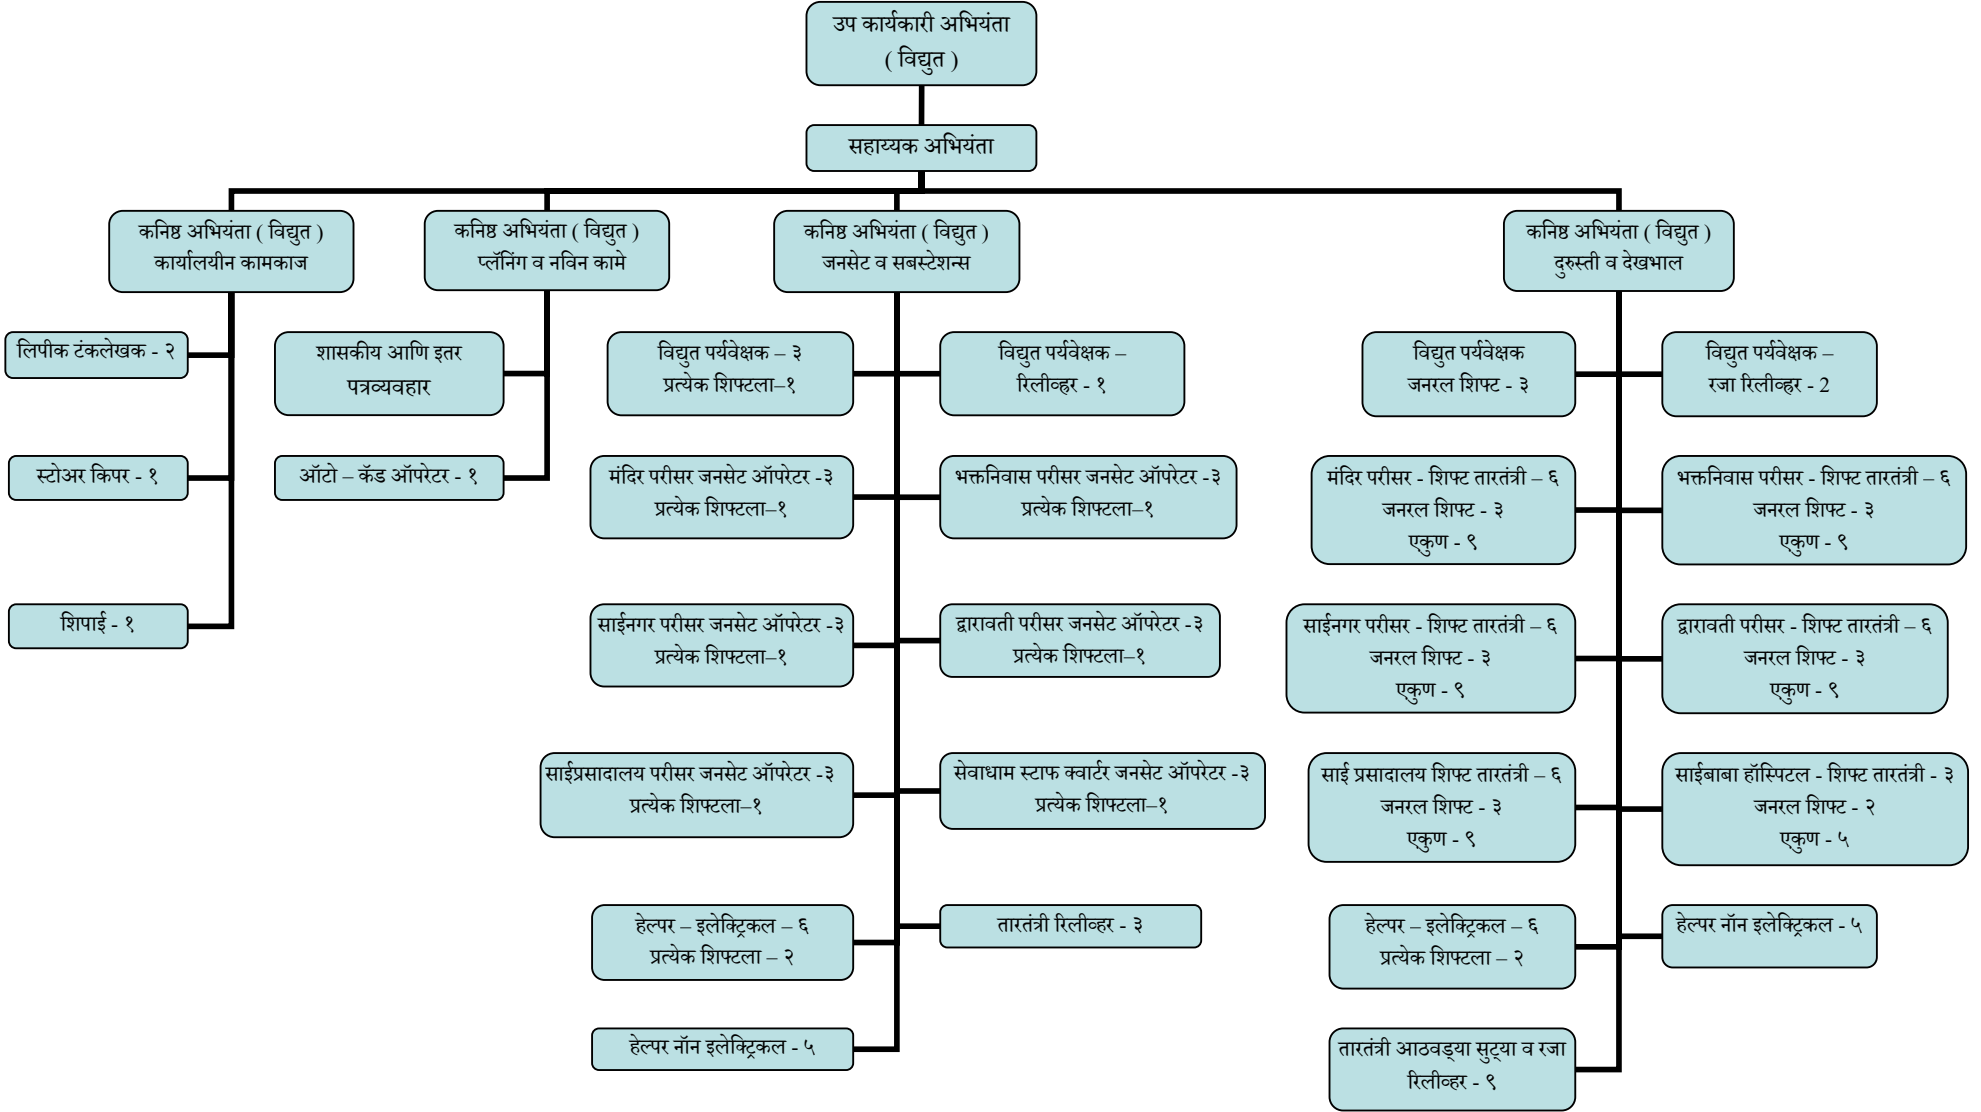 उप कार्यकारी अभियंता
( विद्युत )
सहाय्यक अभियंता
कनिष्ठ अभियंता ( विद्युत )
कार्यालयीन कामकाज
कनिष्ठ अभियंता ( विद्युत )
प्लॅनिंग व नविन कामे
कनिष्ठ अभियंता ( विद्युत )
जनसेट व सबस्टेशन्स
कनिष्ठ अभियंता ( विद्युत )
दुरुस्ती व देखभाल
लिपीक टंकलेखक - २
स्टोअर किपर - १
शिपाई - १
शासकीय आणि इतर
पत्रव्यवहार
ऑटो – कॅड ऑपरेटर - १
विद्युत पर्यवेक्षक – ३
प्रत्येक शिफ्टला–१
विद्युत पर्यवेक्षक –
रिलीव्हर - १
मंदिर परीसर जनसेट ऑपरेटर -३
प्रत्येक शिफ्टला–१
भक्तनिवास परीसर जनसेट ऑपरेटर -३
प्रत्येक शिफ्टला–१
साईनगर परीसर जनसेट ऑपरेटर -३
प्रत्येक शिफ्टला–१
द्वारावती परीसर जनसेट ऑपरेटर -३
प्रत्येक शिफ्टला–१
साईप्रसादालय परीसर जनसेट ऑपरेटर -३
प्रत्येक शिफ्टला–१
सेवाधाम स्टाफ क्वार्टर जनसेट ऑपरेटर -३
प्रत्येक शिफ्टला–१
हेल्पर – इलेक्ट्रिकल – ६
प्रत्येक शिफ्टला – २
तारतंत्री रिलीव्हर - ३
हेल्पर नॉन इलेक्ट्रिकल - ५
विद्युत पर्यवेक्षक
जनरल शिफ्ट - ३
विद्युत पर्यवेक्षक –
रजा रिलीव्हर - 2
मंदिर परीसर - शिफ्ट तारतंत्री – ६
जनरल शिफ्ट - ३
एकुण - ९
भक्तनिवास परीसर - शिफ्ट तारतंत्री – ६
जनरल शिफ्ट - ३
एकुण - ९
साईनगर परीसर - शिफ्ट तारतंत्री – ६
जनरल शिफ्ट - ३
एकुण - ९
द्वारावती परीसर - शिफ्ट तारतंत्री – ६
जनरल शिफ्ट - ३
एकुण - ९
साई प्रसादालय शिफ्ट तारतंत्री – ६
जनरल शिफ्ट - ३
एकुण - ९
साईबाबा हॉस्पिटल - शिफ्ट तारतंत्री - ३
जनरल शिफ्ट - २
एकुण - ५
हेल्पर – इलेक्ट्रिकल – ६
प्रत्येक शिफ्टला – २
हेल्पर नॉन इलेक्ट्रिकल - ५
तारतंत्री आठवड्या सुट्या व रजा
रिलीव्हर - ९